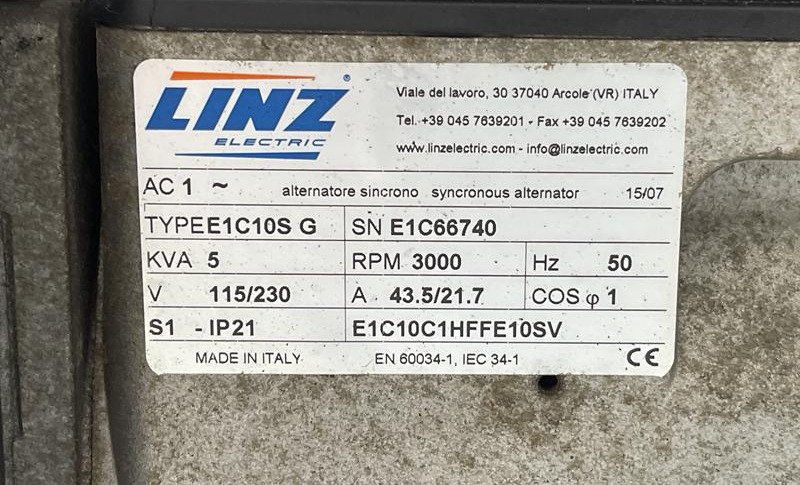 LINZ®
ELECTRIC
Viale del lavoro, 30 37040 Arcole (VR) ITALY
Tel. +39 045 7639201 - Fax +39 045 7639202
www.linzelectric.com - info@linzelectric.com
AC 1 ~ alternatore sincrono syncronous alternator 15/07
TYPE E1C10S G SN E1C66740
KVA 5 RPM 3000 Hz 50
V 115/230 A 43.5/21.7 COS φ 1
S1 - IP21 E1C10C1HFFE10SV
MADE IN ITALY EN 60034-1, IEC 34-1 CE